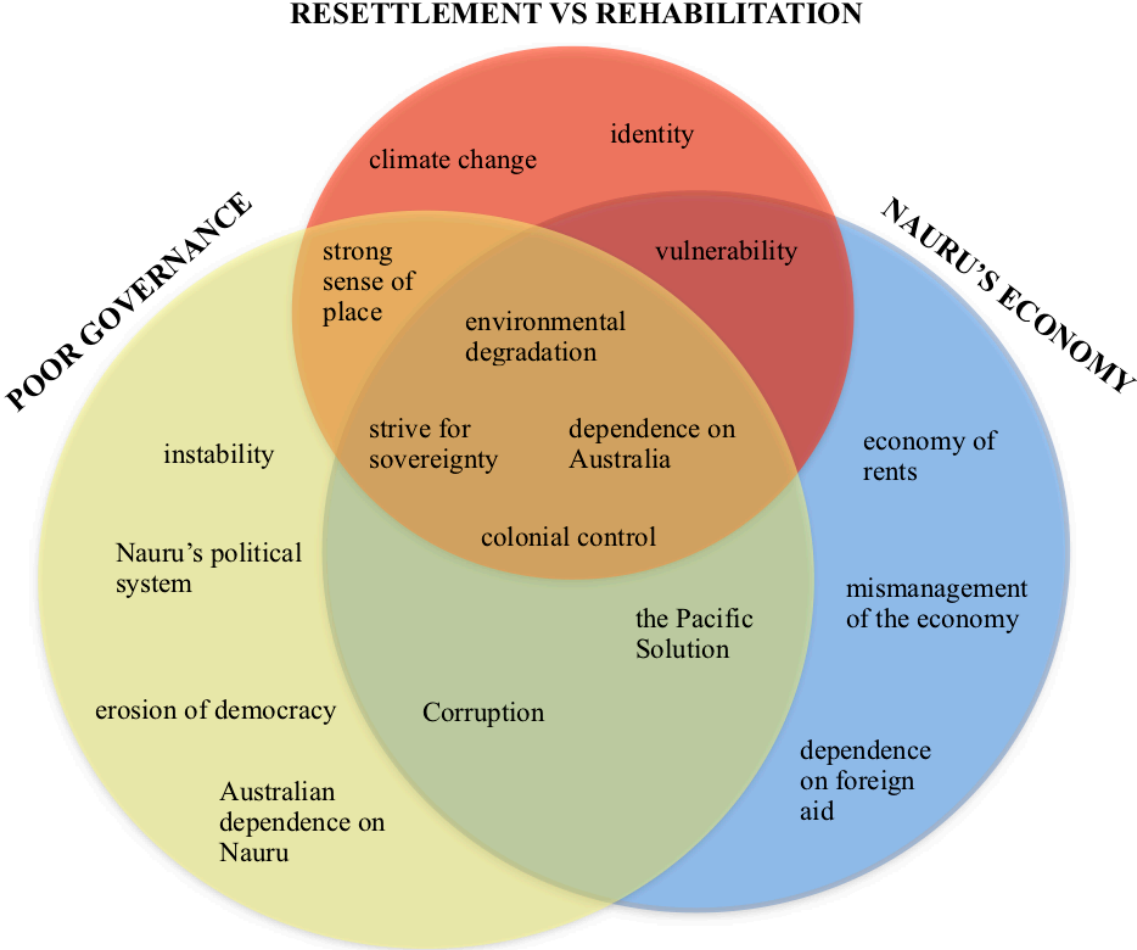 RESETTLEMENT VS REHABILITATION
identity
climate change
POOR GOVERNANCE
NAURU’S ECONOMY
strong
sense of
place
vulnerability
environmental
degradation
strive for
sovereignty
dependence on
Australia
instability
economy of
rents
colonial control
Nauru’s political
system
mismanagement
of the economy
the Pacific
Solution
erosion of democracy
Corruption
dependence
on foreign
aid
Australian
dependence on
Nauru